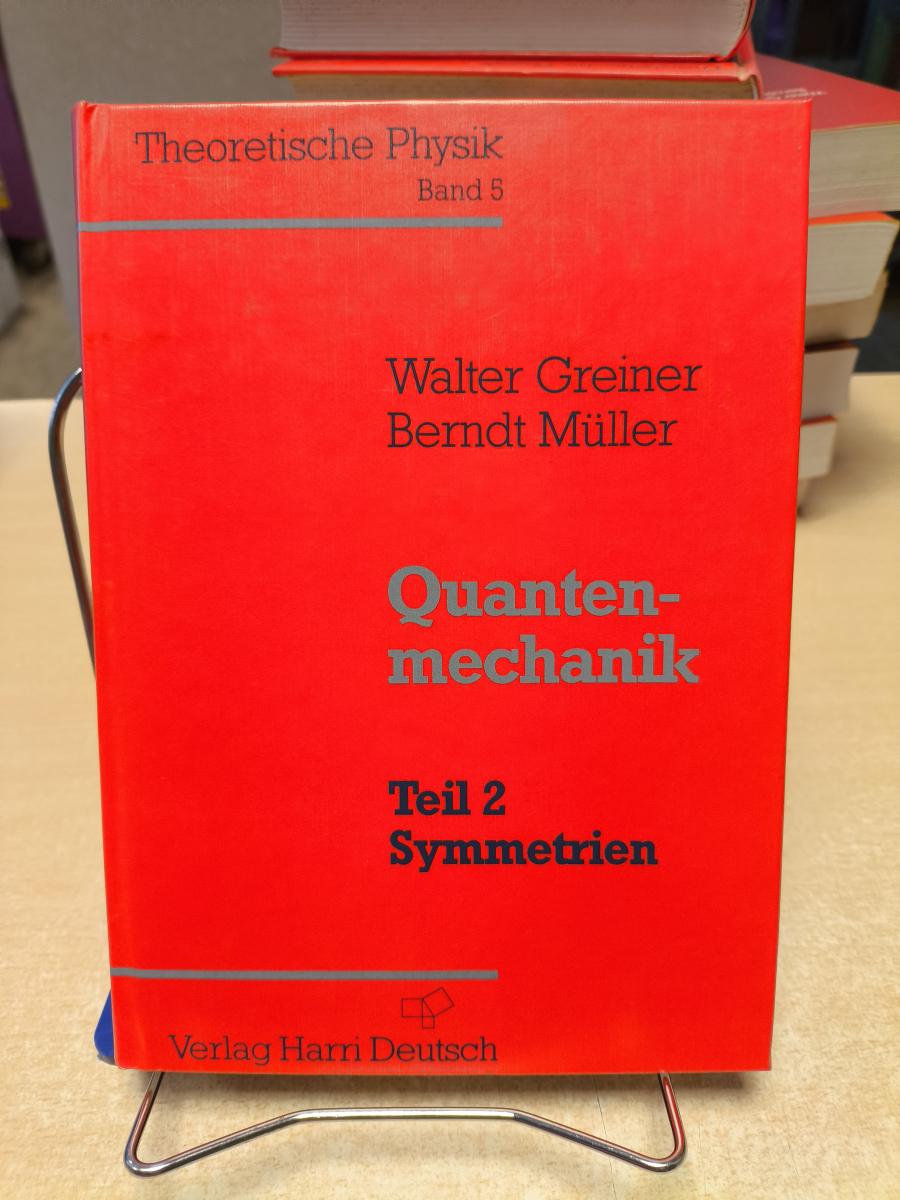 Theoretische Physik
Band 5
Walter Greiner
Berndt Müller
Quanten-
mechanik
Teil 2
Symmetrien
Verlag Harri Deutsch